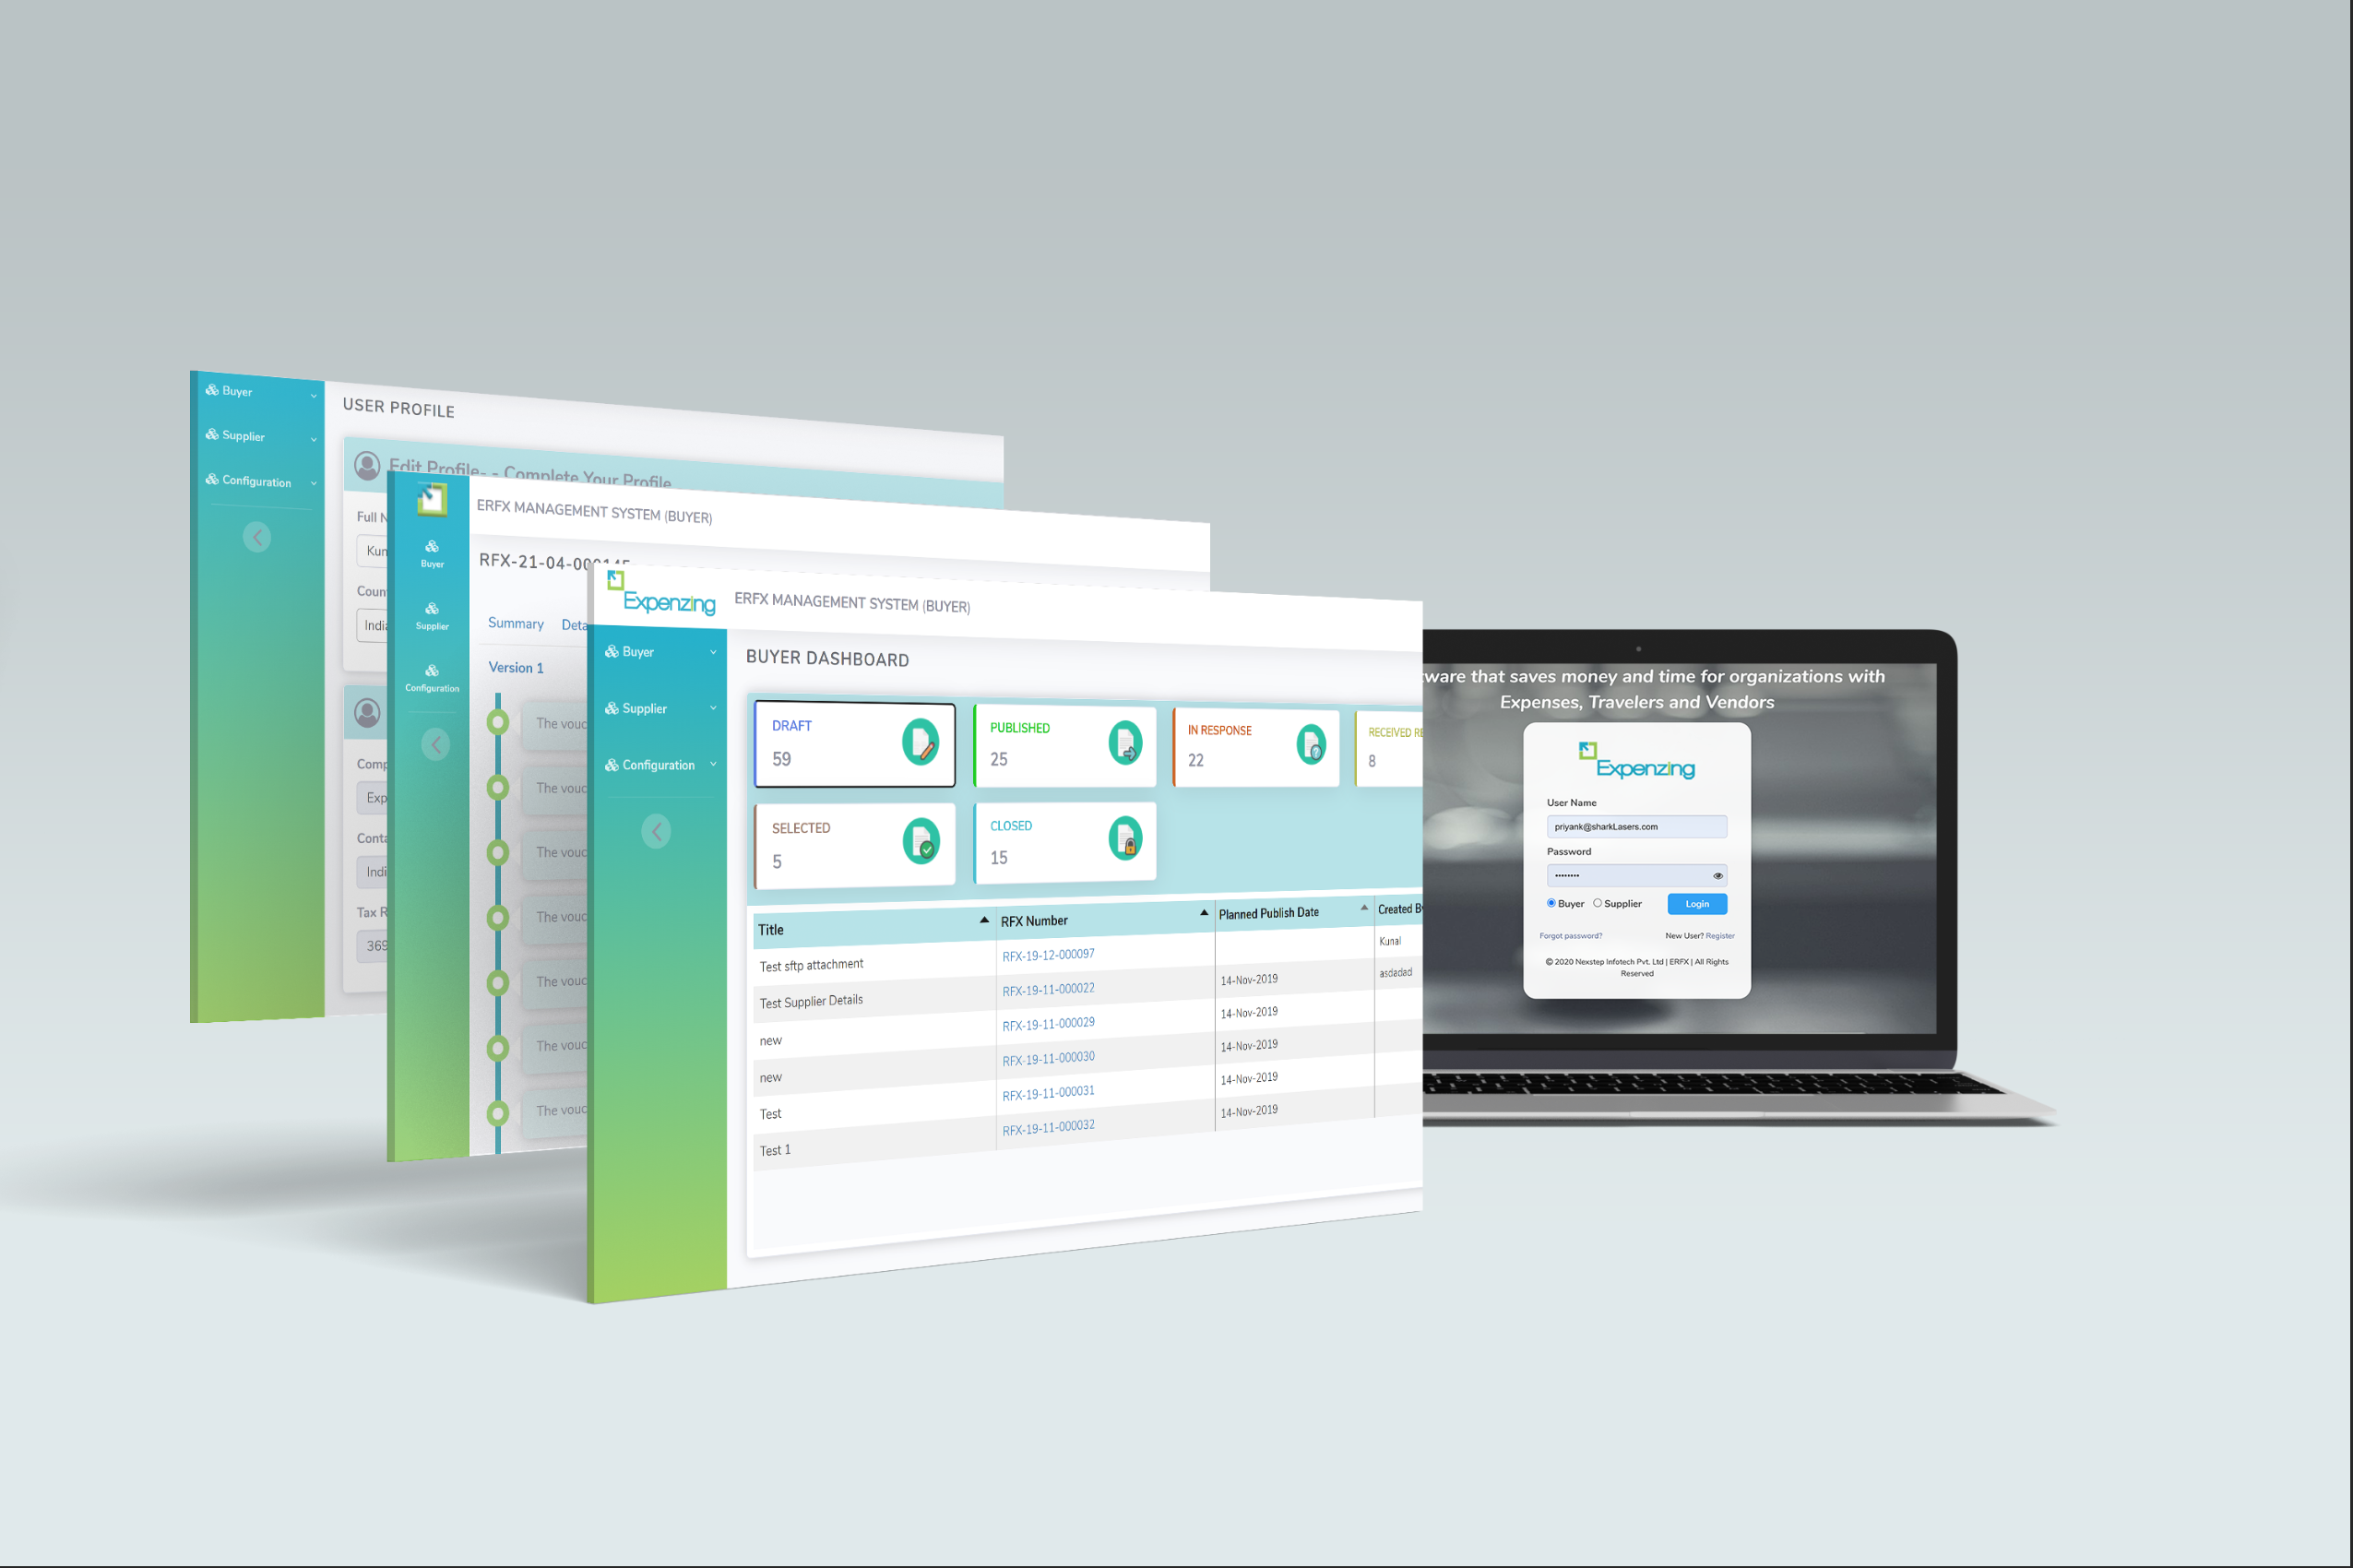 Buyer
Supplier
Configuration
USER PROFILE
Edit Profile- - Complete Your Profile
Full N
Kun
Coun
India
Comp
Exp
Conta
Indi
Tax R
369
Buyer
Supplier
Configuration
ERFX MANAGEMENT SYSTEM (BUYER)
RFX-21-04-000145
Summary Deta
Version 1
The vouc
The vouc
The vouc
The vouc
The vouc
The vouc
The vouc
Expenzing
ERFX MANAGEMENT SYSTEM (BUYER)
Buyer
Supplier
Configuration
BUYER DASHBOARD
DRAFT
59
PUBLISHED
25
IN RESPONSE
22
RECEIVED RE
8
SELECTED
5
CLOSED
15
Title RFX Number Planned Publish Date Created By
Test sftp attachment RFX-19-12-000097 Kunal
Test Supplier Details RFX-19-11-000022 14-Nov-2019 asdadad
new RFX-19-11-000029 14-Nov-2019
new RFX-19-11-000030 14-Nov-2019
Test RFX-19-11-000031 14-Nov-2019
Test 1 RFX-19-11-000032 14-Nov-2019
tware that saves money and time for organizations with
Expenses, Travelers and Vendors
Expenzing
User Name
priyank@sharkLasers.com
Password
Buyer Supplier Login
Forgot password? New User? Register
© 2020 Nexstep Infotech Pvt. Ltd | ERFX | All Rights
Reserved